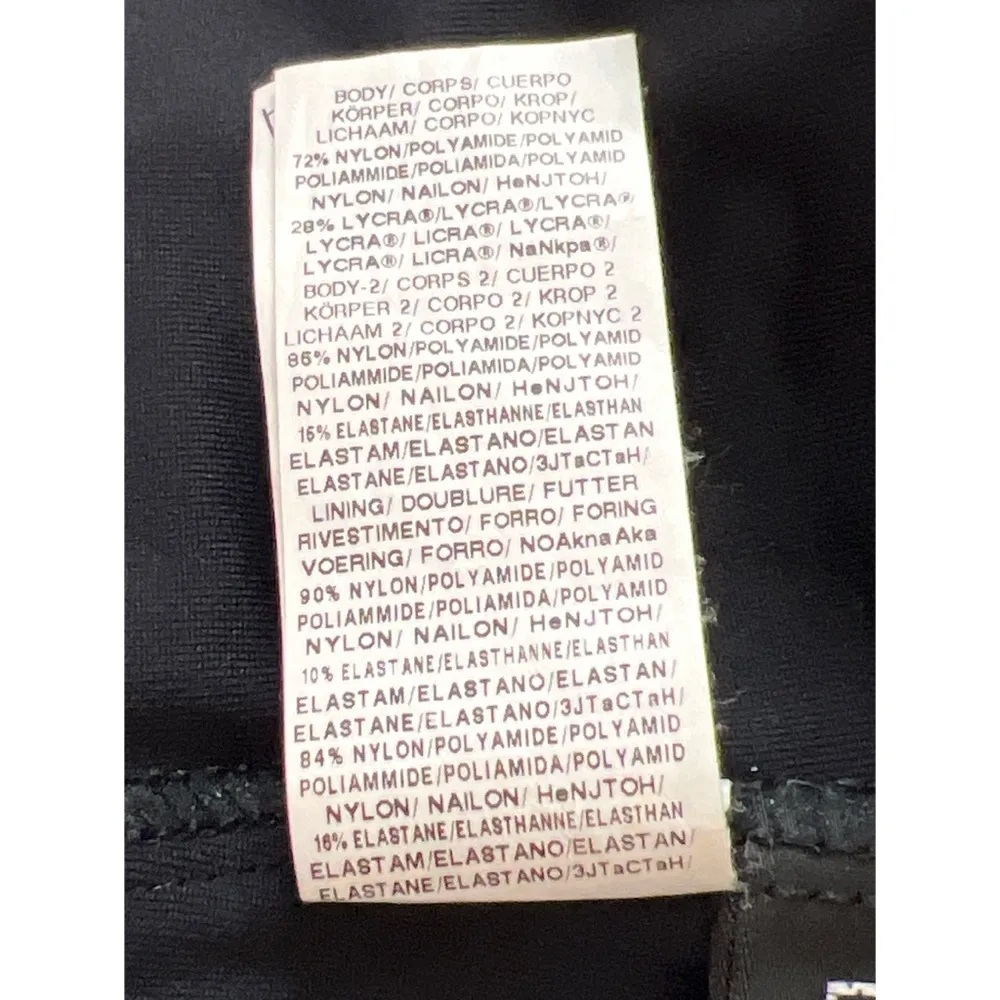 BODY/ CORPS/ CUERPO
KÖRPER/ CORPO/ KROP/
LICHAAM/ CORPO/ KOPNYC
72% NYLON/POLYAMIDE/POLYAMID
POLIAMMIDE/POLIAMIDA/POLYAMID
NYLON/ NAILON/ HeNJTOH/
28% LYCRA®/LYCRA®/LYCRA®/
LYCRA®/ LICRA®/ LYCRA®/
LYCRA®/ LICRA®/ NaNkpa®/
BODY-2/ CORPS 2/ CUERPO 2
KÖRPER 2/ CORPO 2/ KROP 2
LICHAAM 2/ CORPO 2/ KOPNYC 2
85% NYLON/POLYAMIDE/POLYAMID
POLIAMMIDE/POLIAMIDA/POLYAMID
NYLON/ NAILON/ HeNJTOH/
15% ELASTANE/ELASTHANNE/ELASTHAN
ELASTAM/ELASTANO/ELASTAN
ELASTANE/ELASTANO/3JTaCTaH/
LINING/ DOUBLURE/ FUTTER
RIVESTIMENTO/ FORRO/ FORING
VOERING/ FORRO/ NOAknaAka
90% NYLON/POLYAMIDE/POLYAMID
POLIAMMIDE/POLIAMIDA/POLYAMID
NYLON/ NAILON/ HeNJTOH/
10% ELASTANE/ELASTHANNE/ELASTHAN
ELASTAM/ELASTANO/ELASTAN/
ELASTANE/ELASTANO/3JTaCTaH/
84% NYLON/POLYAMIDE/POLYAMID
POLIAMMIDE/POLIAMIDA/POLYAMID
NYLON/ NAILON/ HeNJTOH/
16% ELASTANE/ELASTHANNE/ELASTHAN
ELASTAM/ELASTANO/ELASTAN/
ELASTANE/ELASTANO/3JTaCTaH/